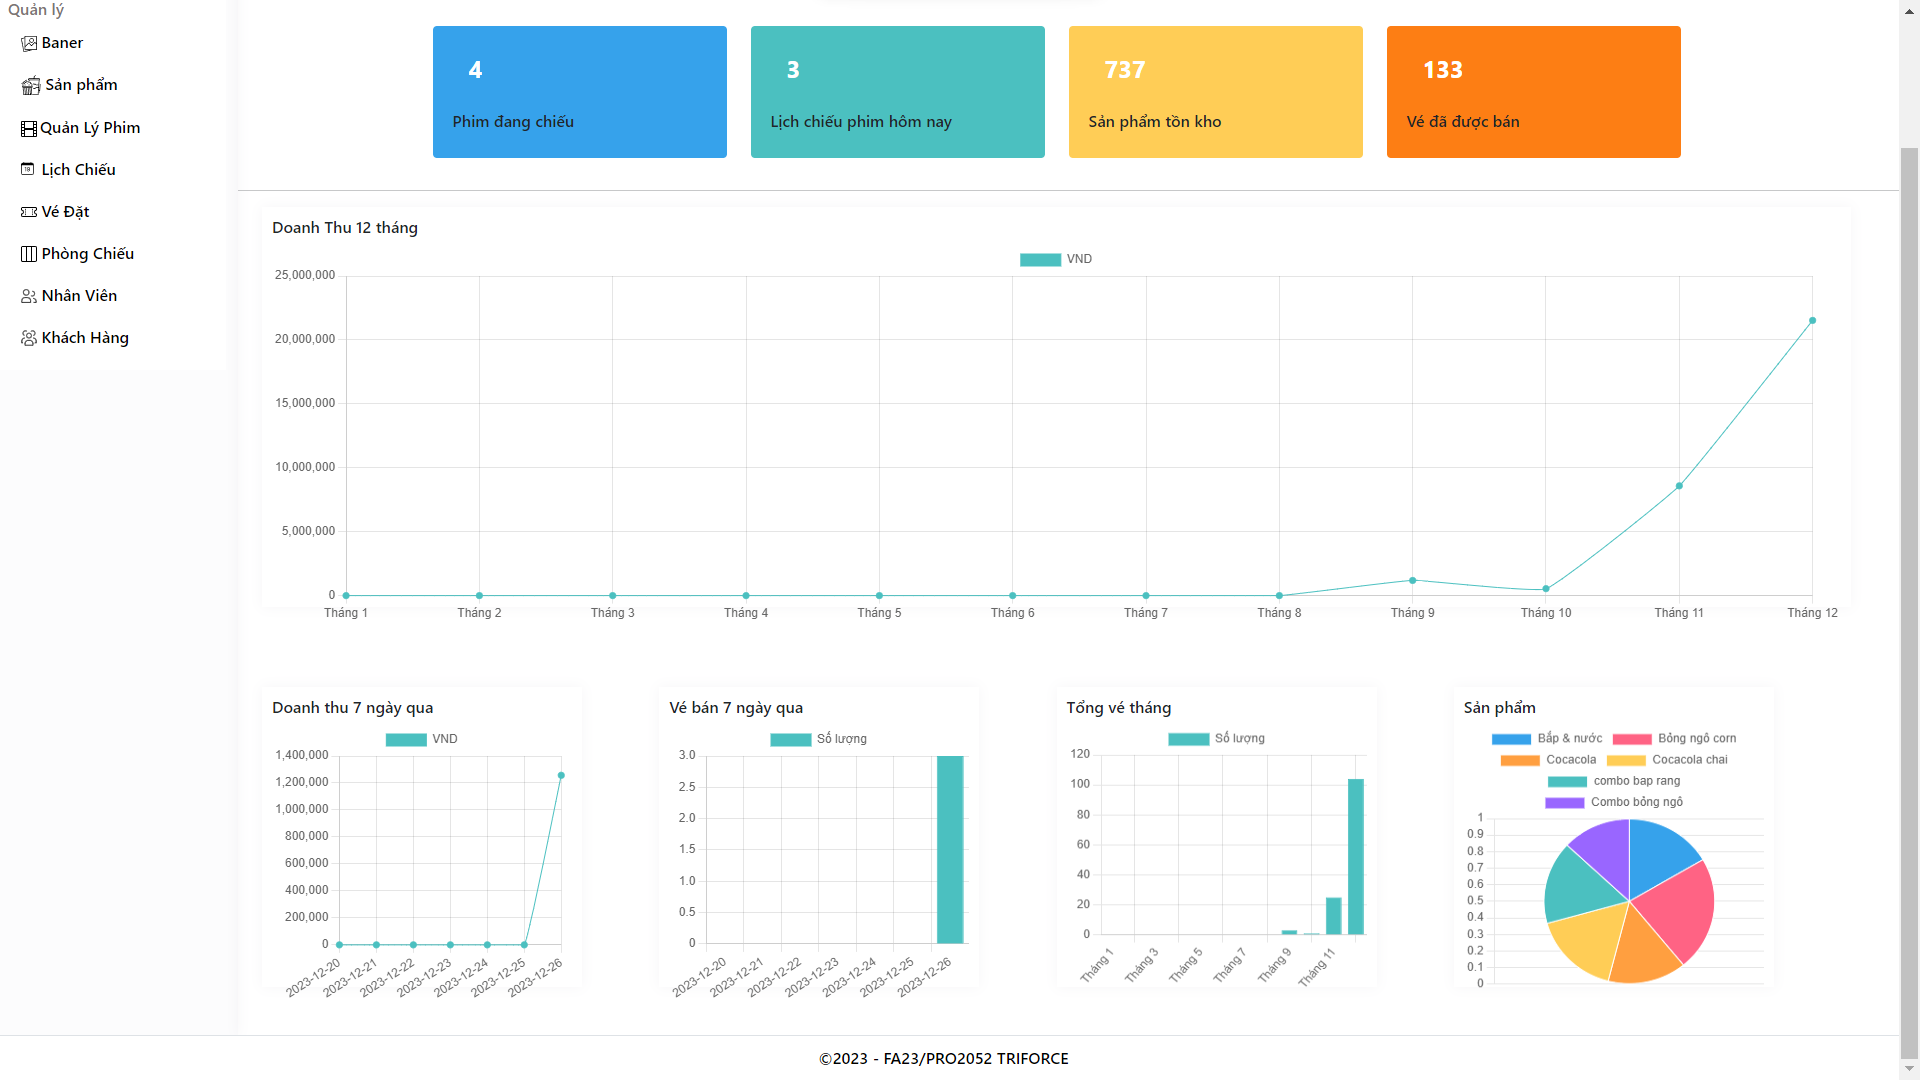 Quản lý
Baner
Sản phẩm
Quản Lý Phim
Lịch Chiếu
Vé Đặt
Phòng Chiếu
Nhân Viên
Khách Hàng
4
Phim đang chiếu
3
Lịch chiếu phim hôm nay
737
Sản phẩm tồn kho
133
Vé đã được bán
Doanh Thu 12 tháng
VND
25,000,000
20,000,000
15,000,000
10,000,000
5,000,000
0
Tháng 1 Tháng 2 Tháng 3 Tháng 4 Tháng 5 Tháng 6 Tháng 7 Tháng 8 Tháng 9 Tháng 10 Tháng 11 Tháng 12
Doanh thu 7 ngày qua
VND
1,400,000
1,200,000
1,000,000
800,000
600,000
400,000
200,000
0
2023-12-20 2023-12-21 2023-12-22 2023-12-23 2023-12-24 2023-12-25 2023-12-26
Vé bán 7 ngày qua
Số lượng
3.0
2.5
2.0
1.5
1.0
0.5
0
2023-12-20 2023-12-21 2023-12-22 2023-12-23 2023-12-24 2023-12-25 2023-12-26
Tổng vé tháng
Số lượng
120
100
80
60
40
20
0
Tháng 1 Tháng 3 Tháng 5 Tháng 7 Tháng 9 Tháng 11
Sản phẩm
Bắp & nước Bỏng ngô corn
Cocacola Cocacola chai
combo bap rang
Combo bỏng ngô
1
0.9
0.8
0.7
0.6
0.5
0.4
0.3
0.2
0.1
0
©2023 - FA23/PRO2052 TRIFORCE